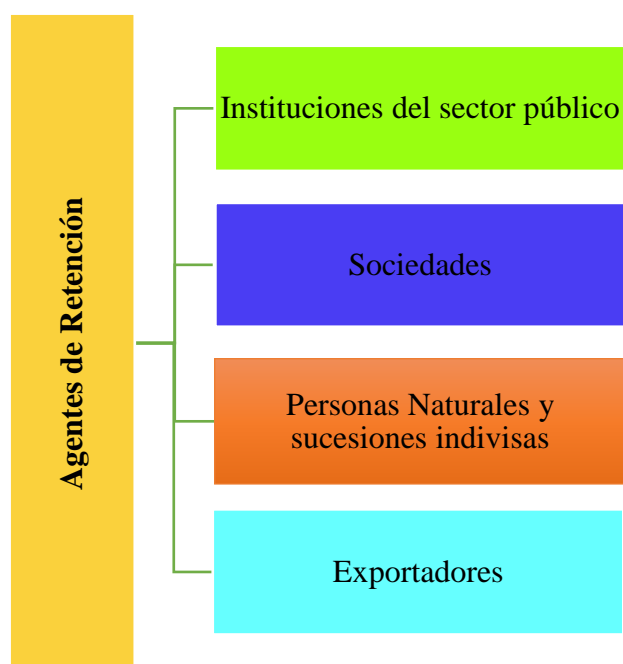 Agentes de Retención
Instituciones del sector público
Sociedades
Personas Naturales y
sucesiones indivisas
Exportadores